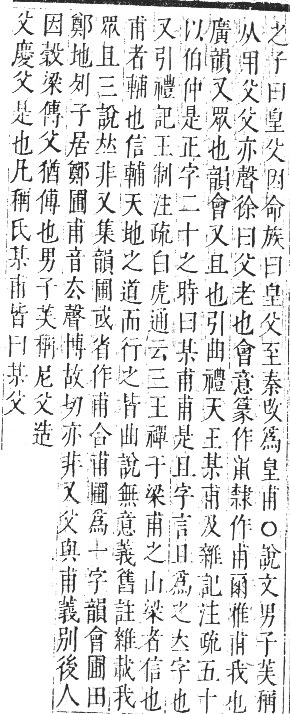 之子曰皇父因命族曰皇父至秦改爲皇甫○說文男子美稱
从用父父亦聲徐曰父老也會意篆作甫隸作甫爾雅甫我也
廣韻又眾也韻會又且也引曲禮天王某甫及雜記注疏五十
以伯仲是正字二十之時曰某甫甫是且字言且爲之立字也
又引禮記王制注疏白虎通云三王禪于梁甫之山梁者信也
甫者輔也信輔天地之道而行之皆曲說無意義舊註雜載我
眾且三說𠀤非又集韻圃或省作甫合甫圃爲一字韻會圃田
鄭地列子居鄭圃甫音去聲博故切亦非又父與甫義別後人
因穀梁傳父猶傅也男子美稱尼父造
父慶父是也凡稱氏某甫皆曰某父